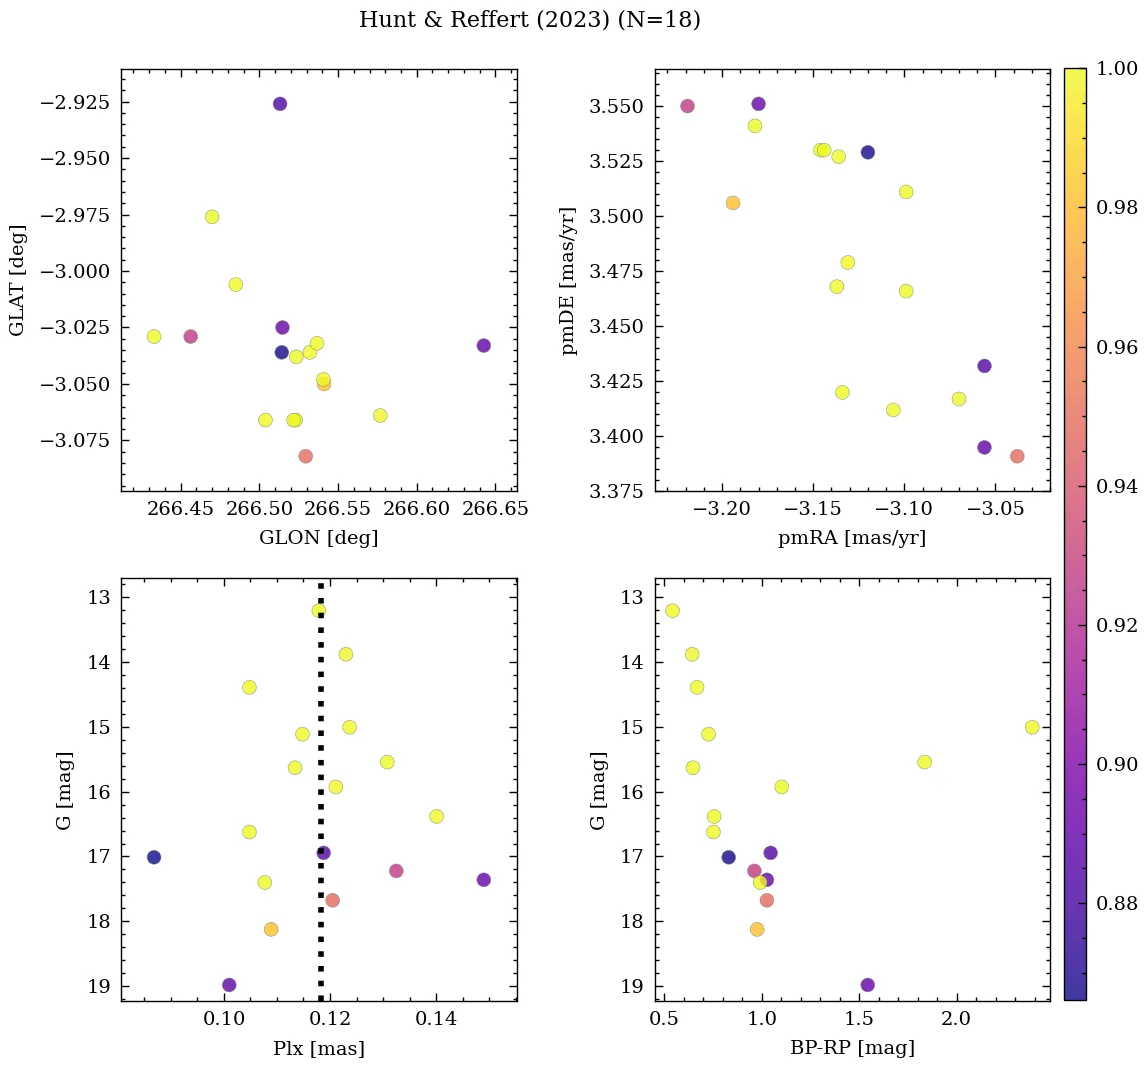 Hunt & Reffert (2023) (N=18)
−2.925
−2.950
−2.975
−3.000
−3.025
−3.050
−3.075
GLAT [deg]
266.45 266.50 266.55 266.60 266.65
GLON [deg]
3.550
3.525
3.500
3.475
3.450
3.425
3.400
3.375
pmDE [mas/yr]
−3.20 −3.15 −3.10 −3.05
pmRA [mas/yr]
13
14
15
16
17
18
19
G [mag]
0.10 0.12 0.14
Plx [mas]
13
14
15
16
17
18
19
G [mag]
0.5 1.0 1.5 2.0
BP-RP [mag]
1.00
0.98
0.96
0.94
0.92
0.90
0.88